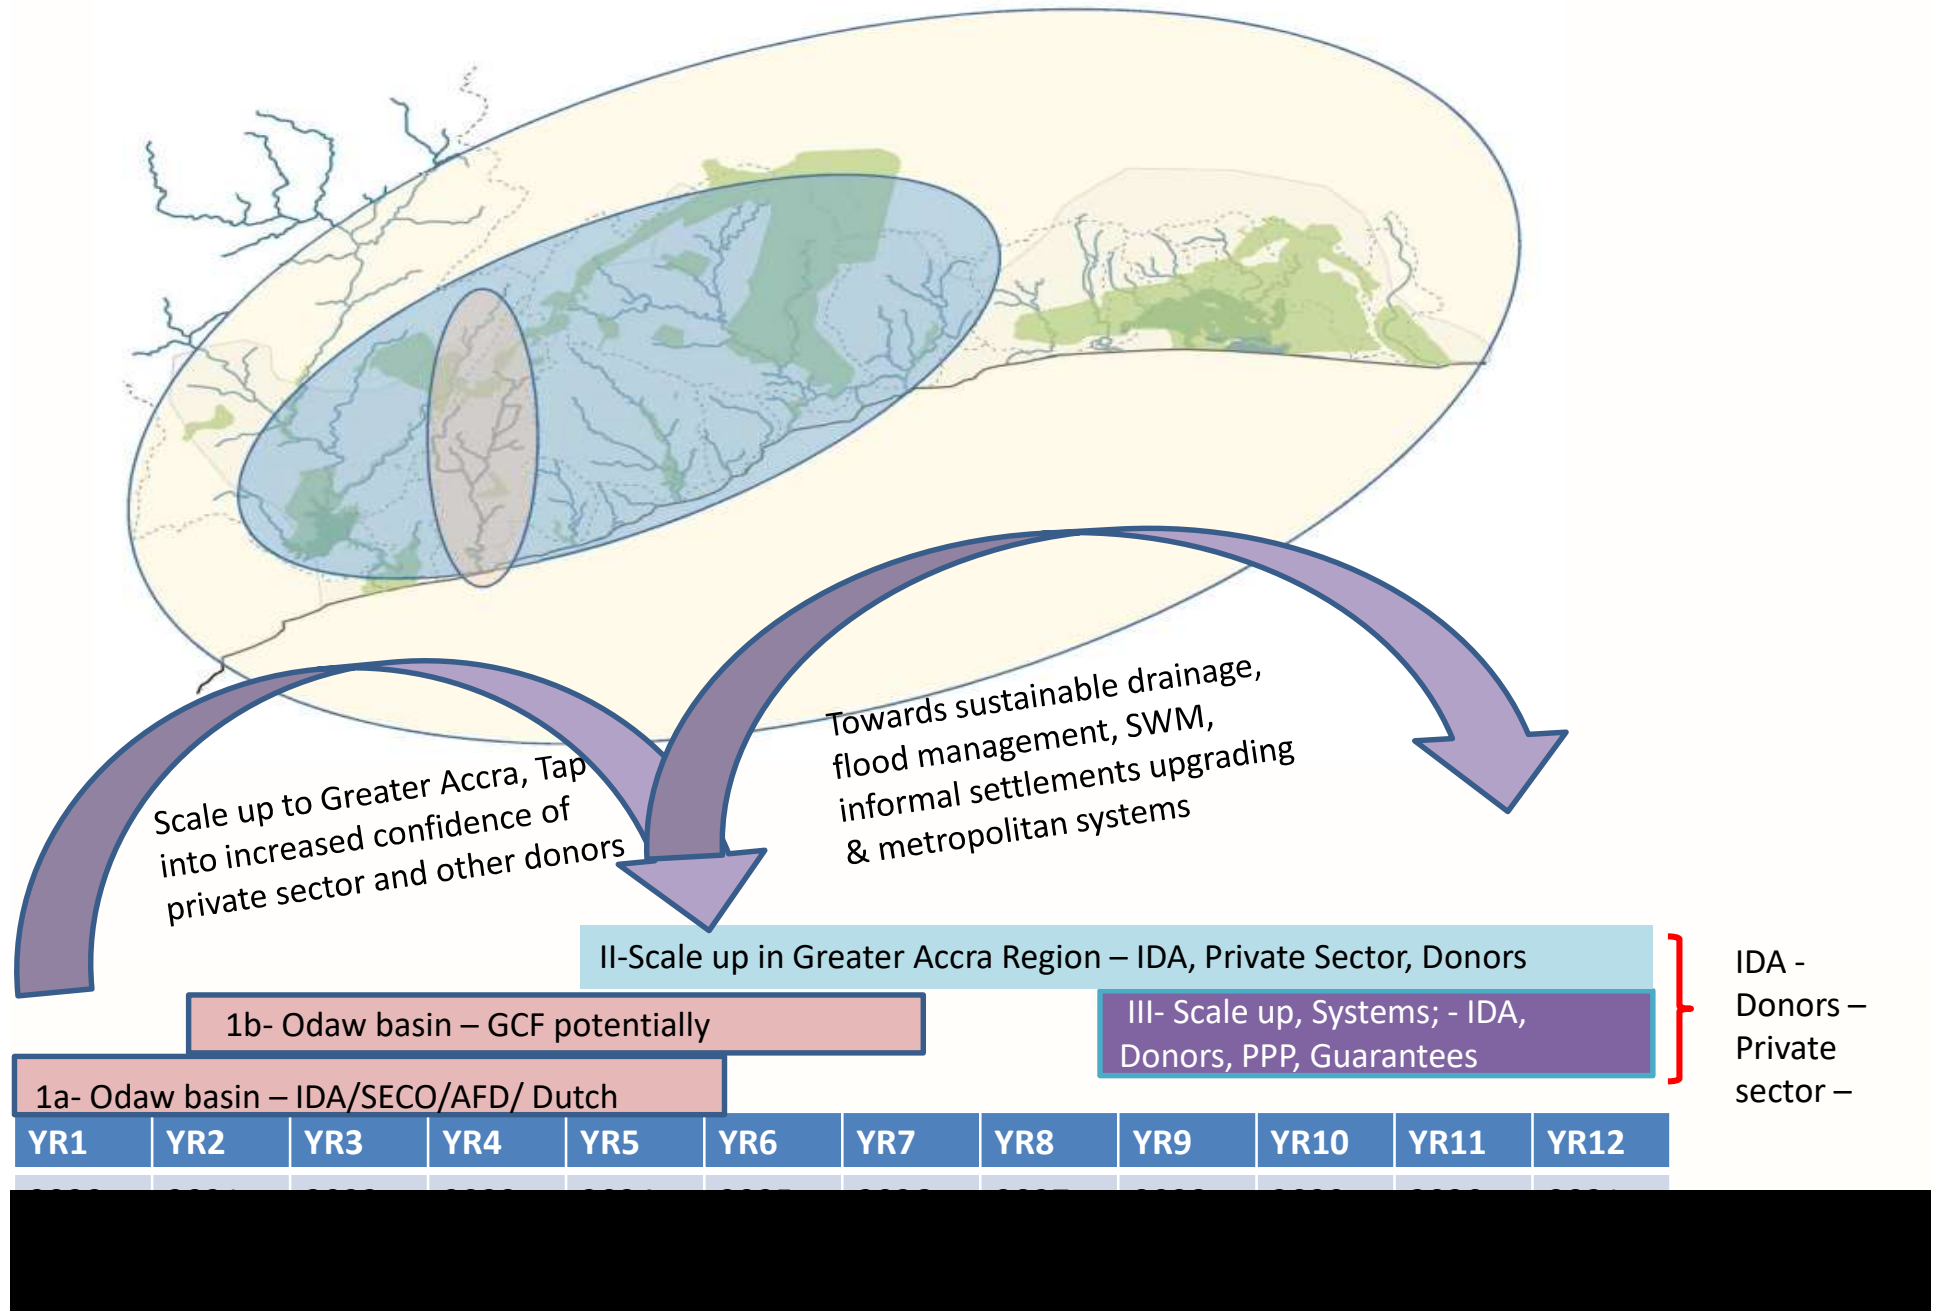 Scale up to Greater Accra, Tap
into increased confidence of
private sector and other donors
Towards sustainable drainage,
flood management, SWM,
informal settlements upgrading
& metropolitan systems
II-Scale up in Greater Accra Region – IDA, Private Sector, Donors
1b- Odaw basin – GCF potentially
III- Scale up, Systems; - IDA,
Donors, PPP, Guarantees
1a- Odaw basin – IDA/SECO/AFD/ Dutch
IDA -
Donors –
Private
sector –
YR1 YR2 YR3 YR4 YR5 YR6 YR7 YR8 YR9 YR10 YR11 YR12